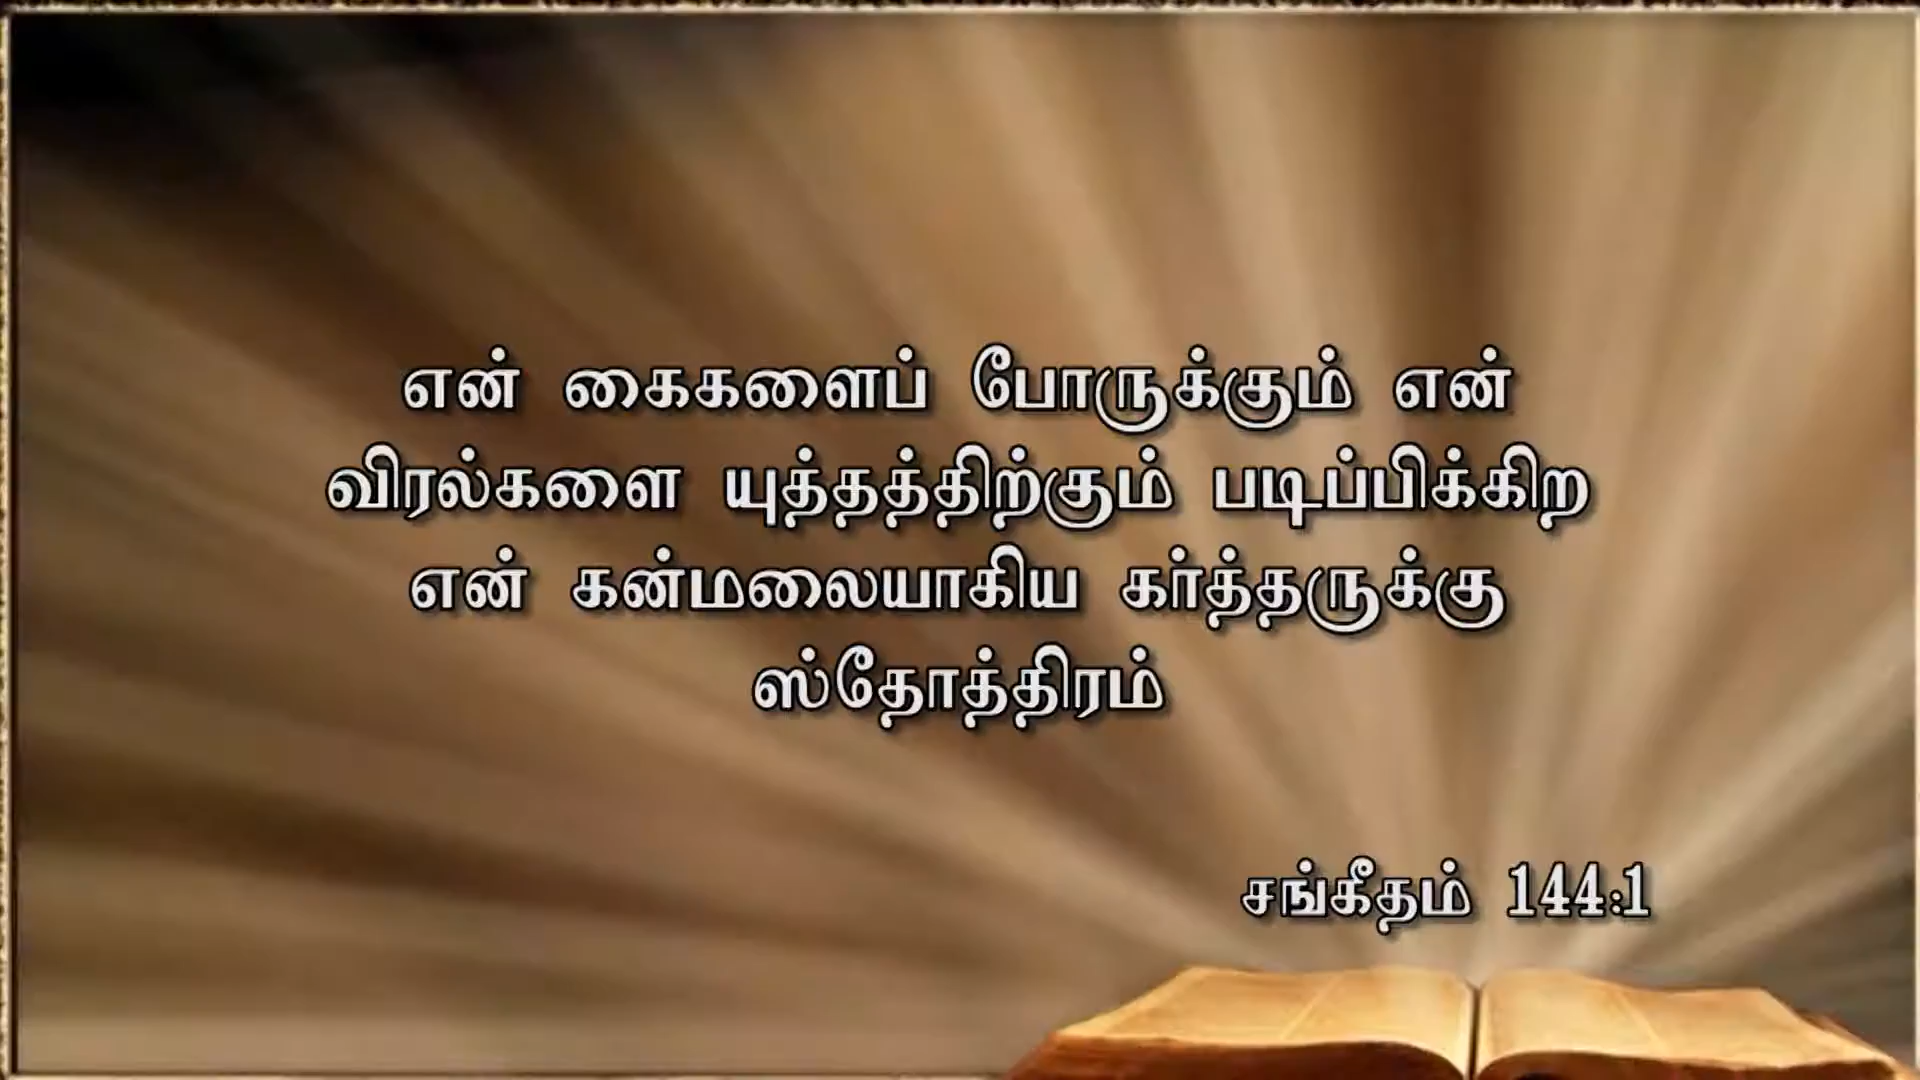 என் கைகளைப் போருக்கும் என்
விரல்களை யுத்தத்திற்கும் படிப்பிக்கிற
என் கன்மலையாகிய கர்த்தருக்கு
ஸ்தோத்திரம்
சங்கீதம் 144:1